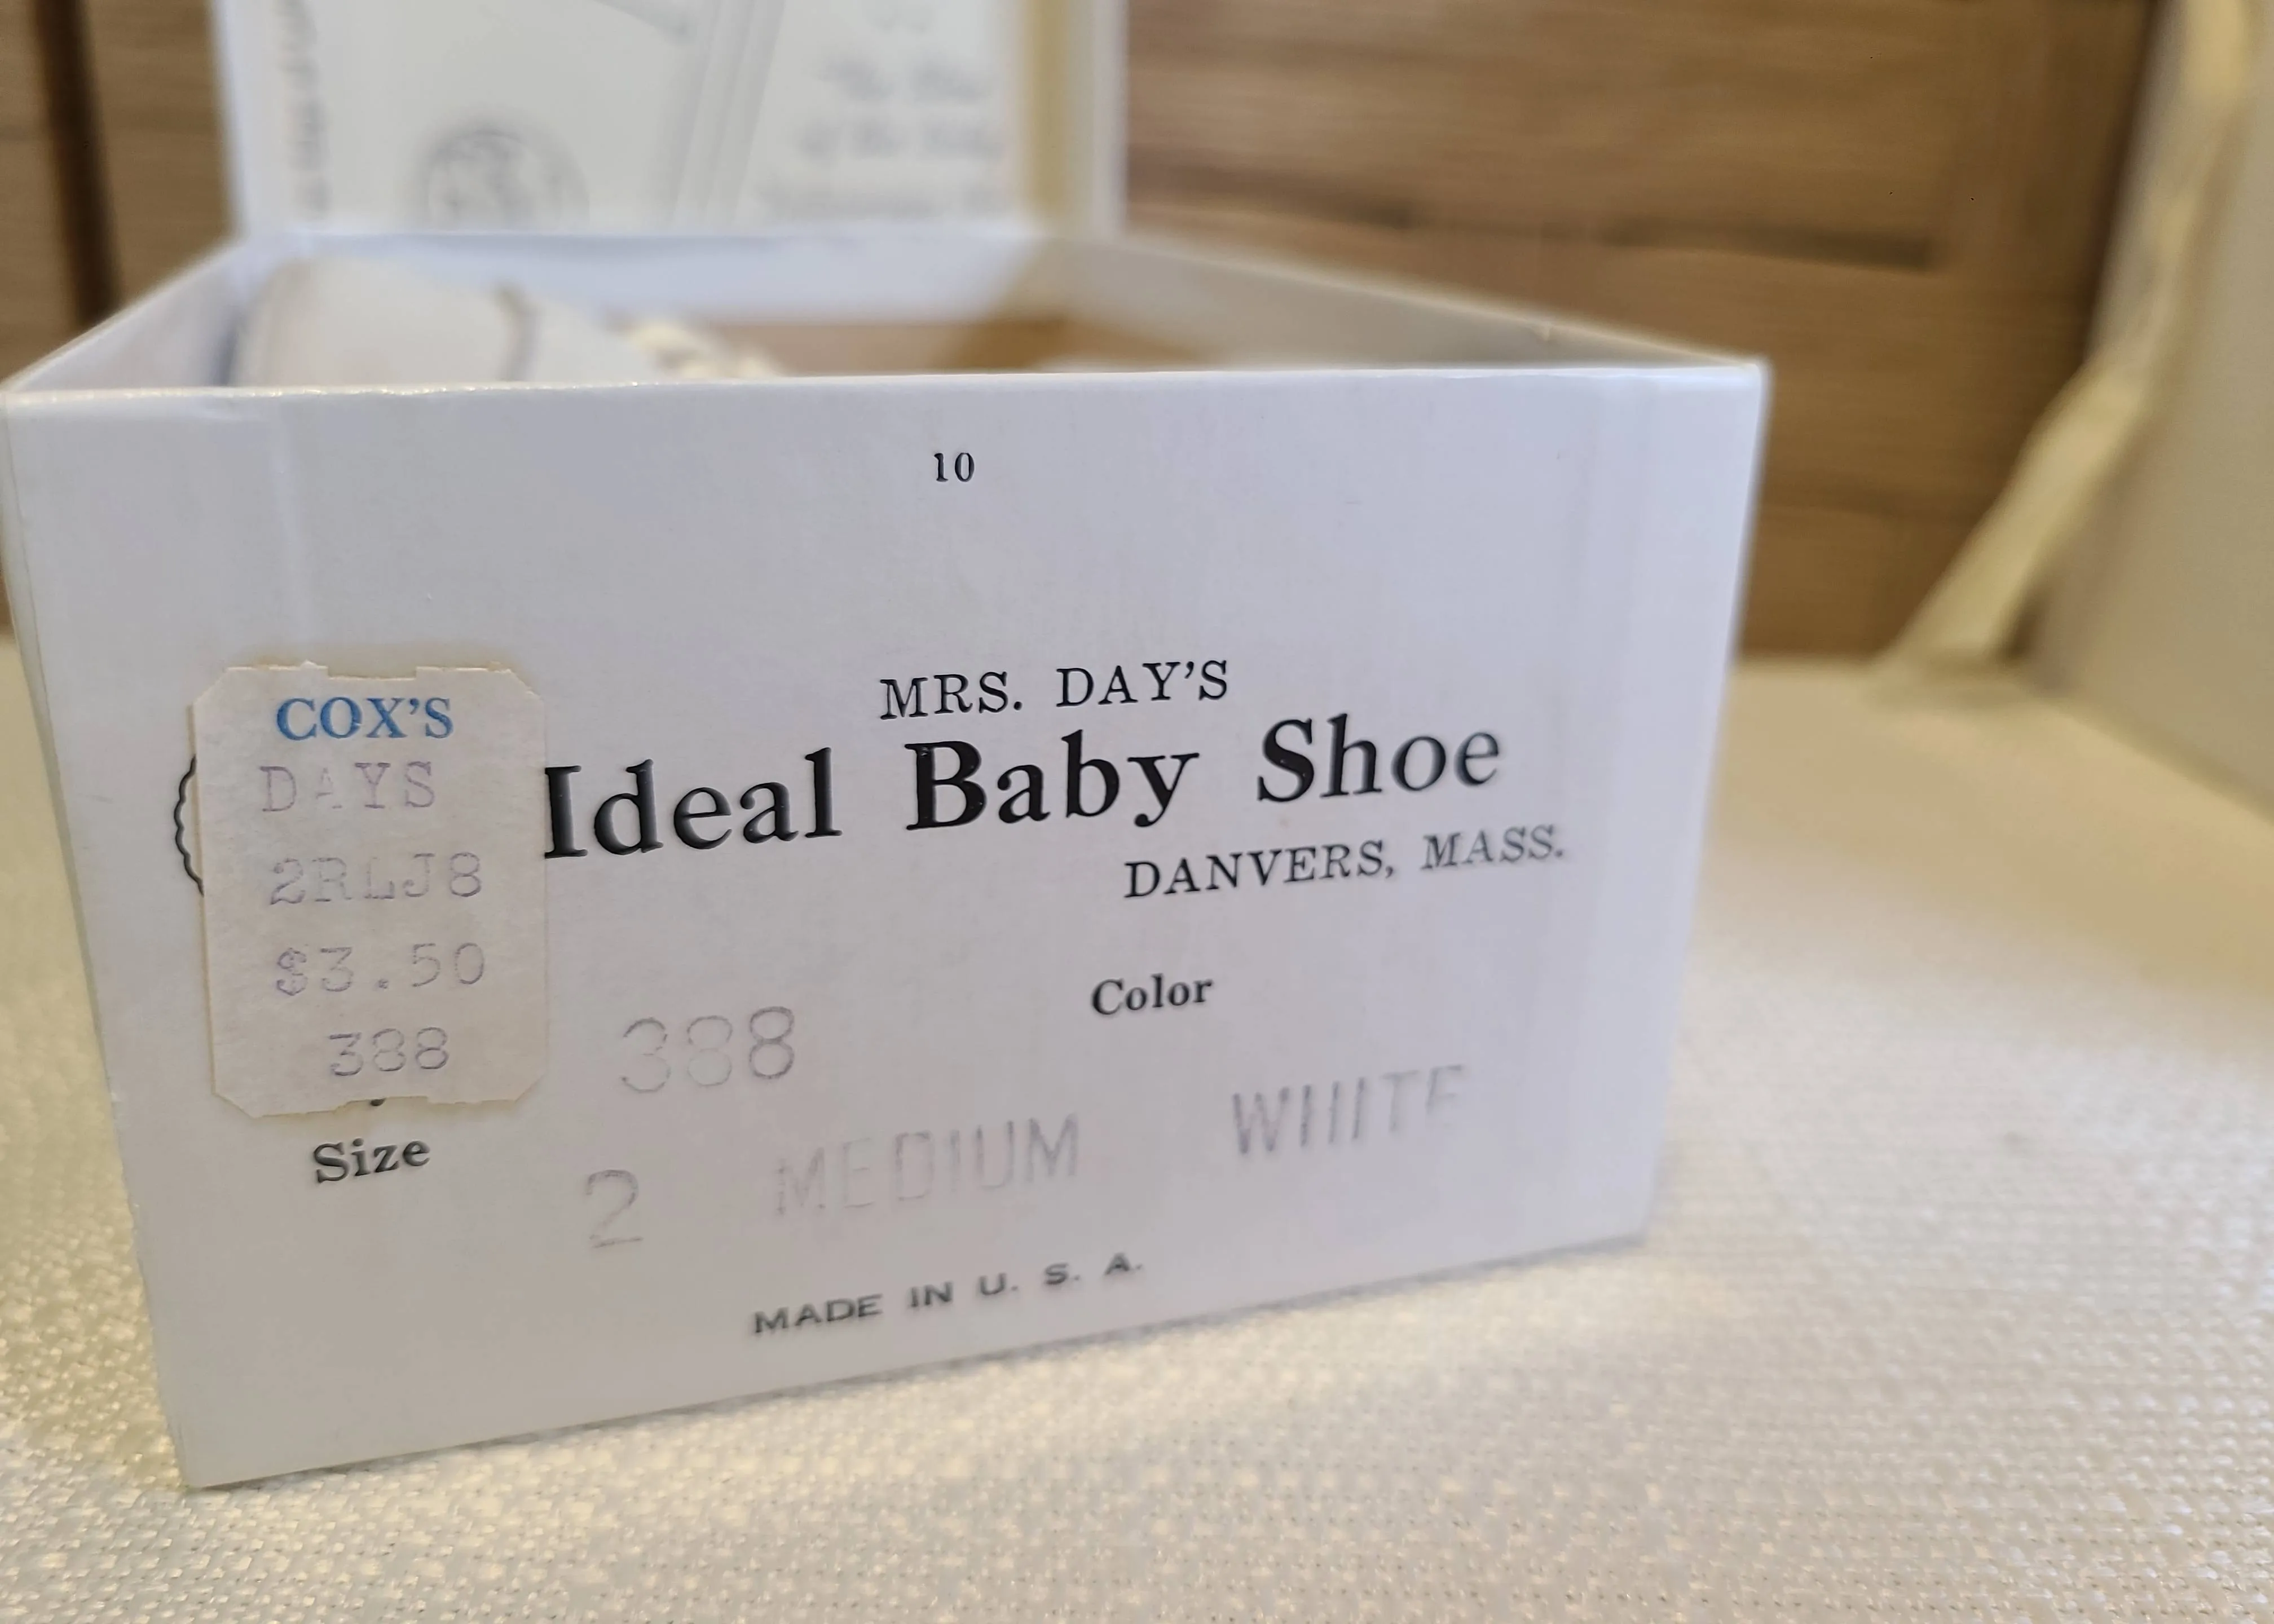 10
MRS. DAY'S
Ideal Baby Shoe
DANVERS, MASS.
COX'S
DAYS
2RLJ8
$3.50
388
388
Color
Size
2 MEDIUM WHITE
MADE IN U. S. A.